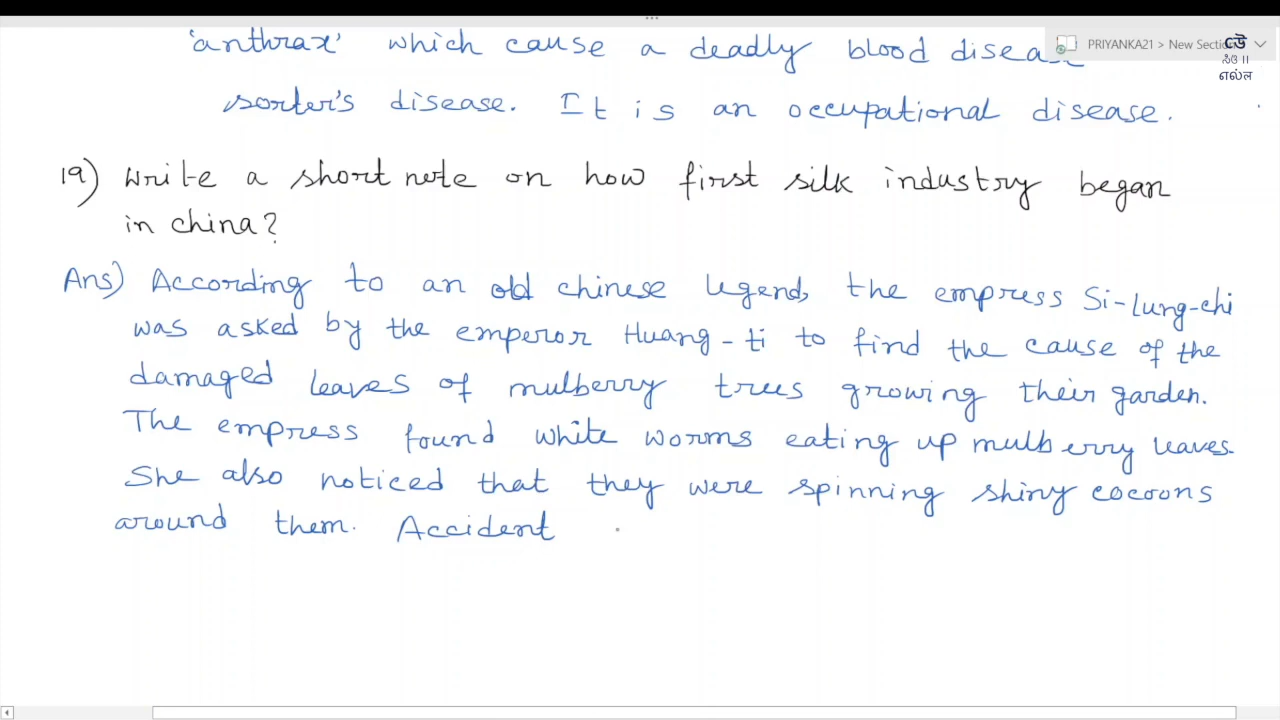 'anthrax' which cause a deadly blood disease
PRIYANKA21 > New Section
sorter's disease. It is an occupational disease.
19) Write a short note on how first silk industry began
in china?
Ans) According to an old chinese legend, the empress Si-lung-chi
was asked by the emperor Huang-ti to find the cause of the
damaged leaves of mulberry trees growing their garden.
The empress found white worms eating up mulberry leaves.
She also noticed that they were spinning shiny cocoons
around them. Accident